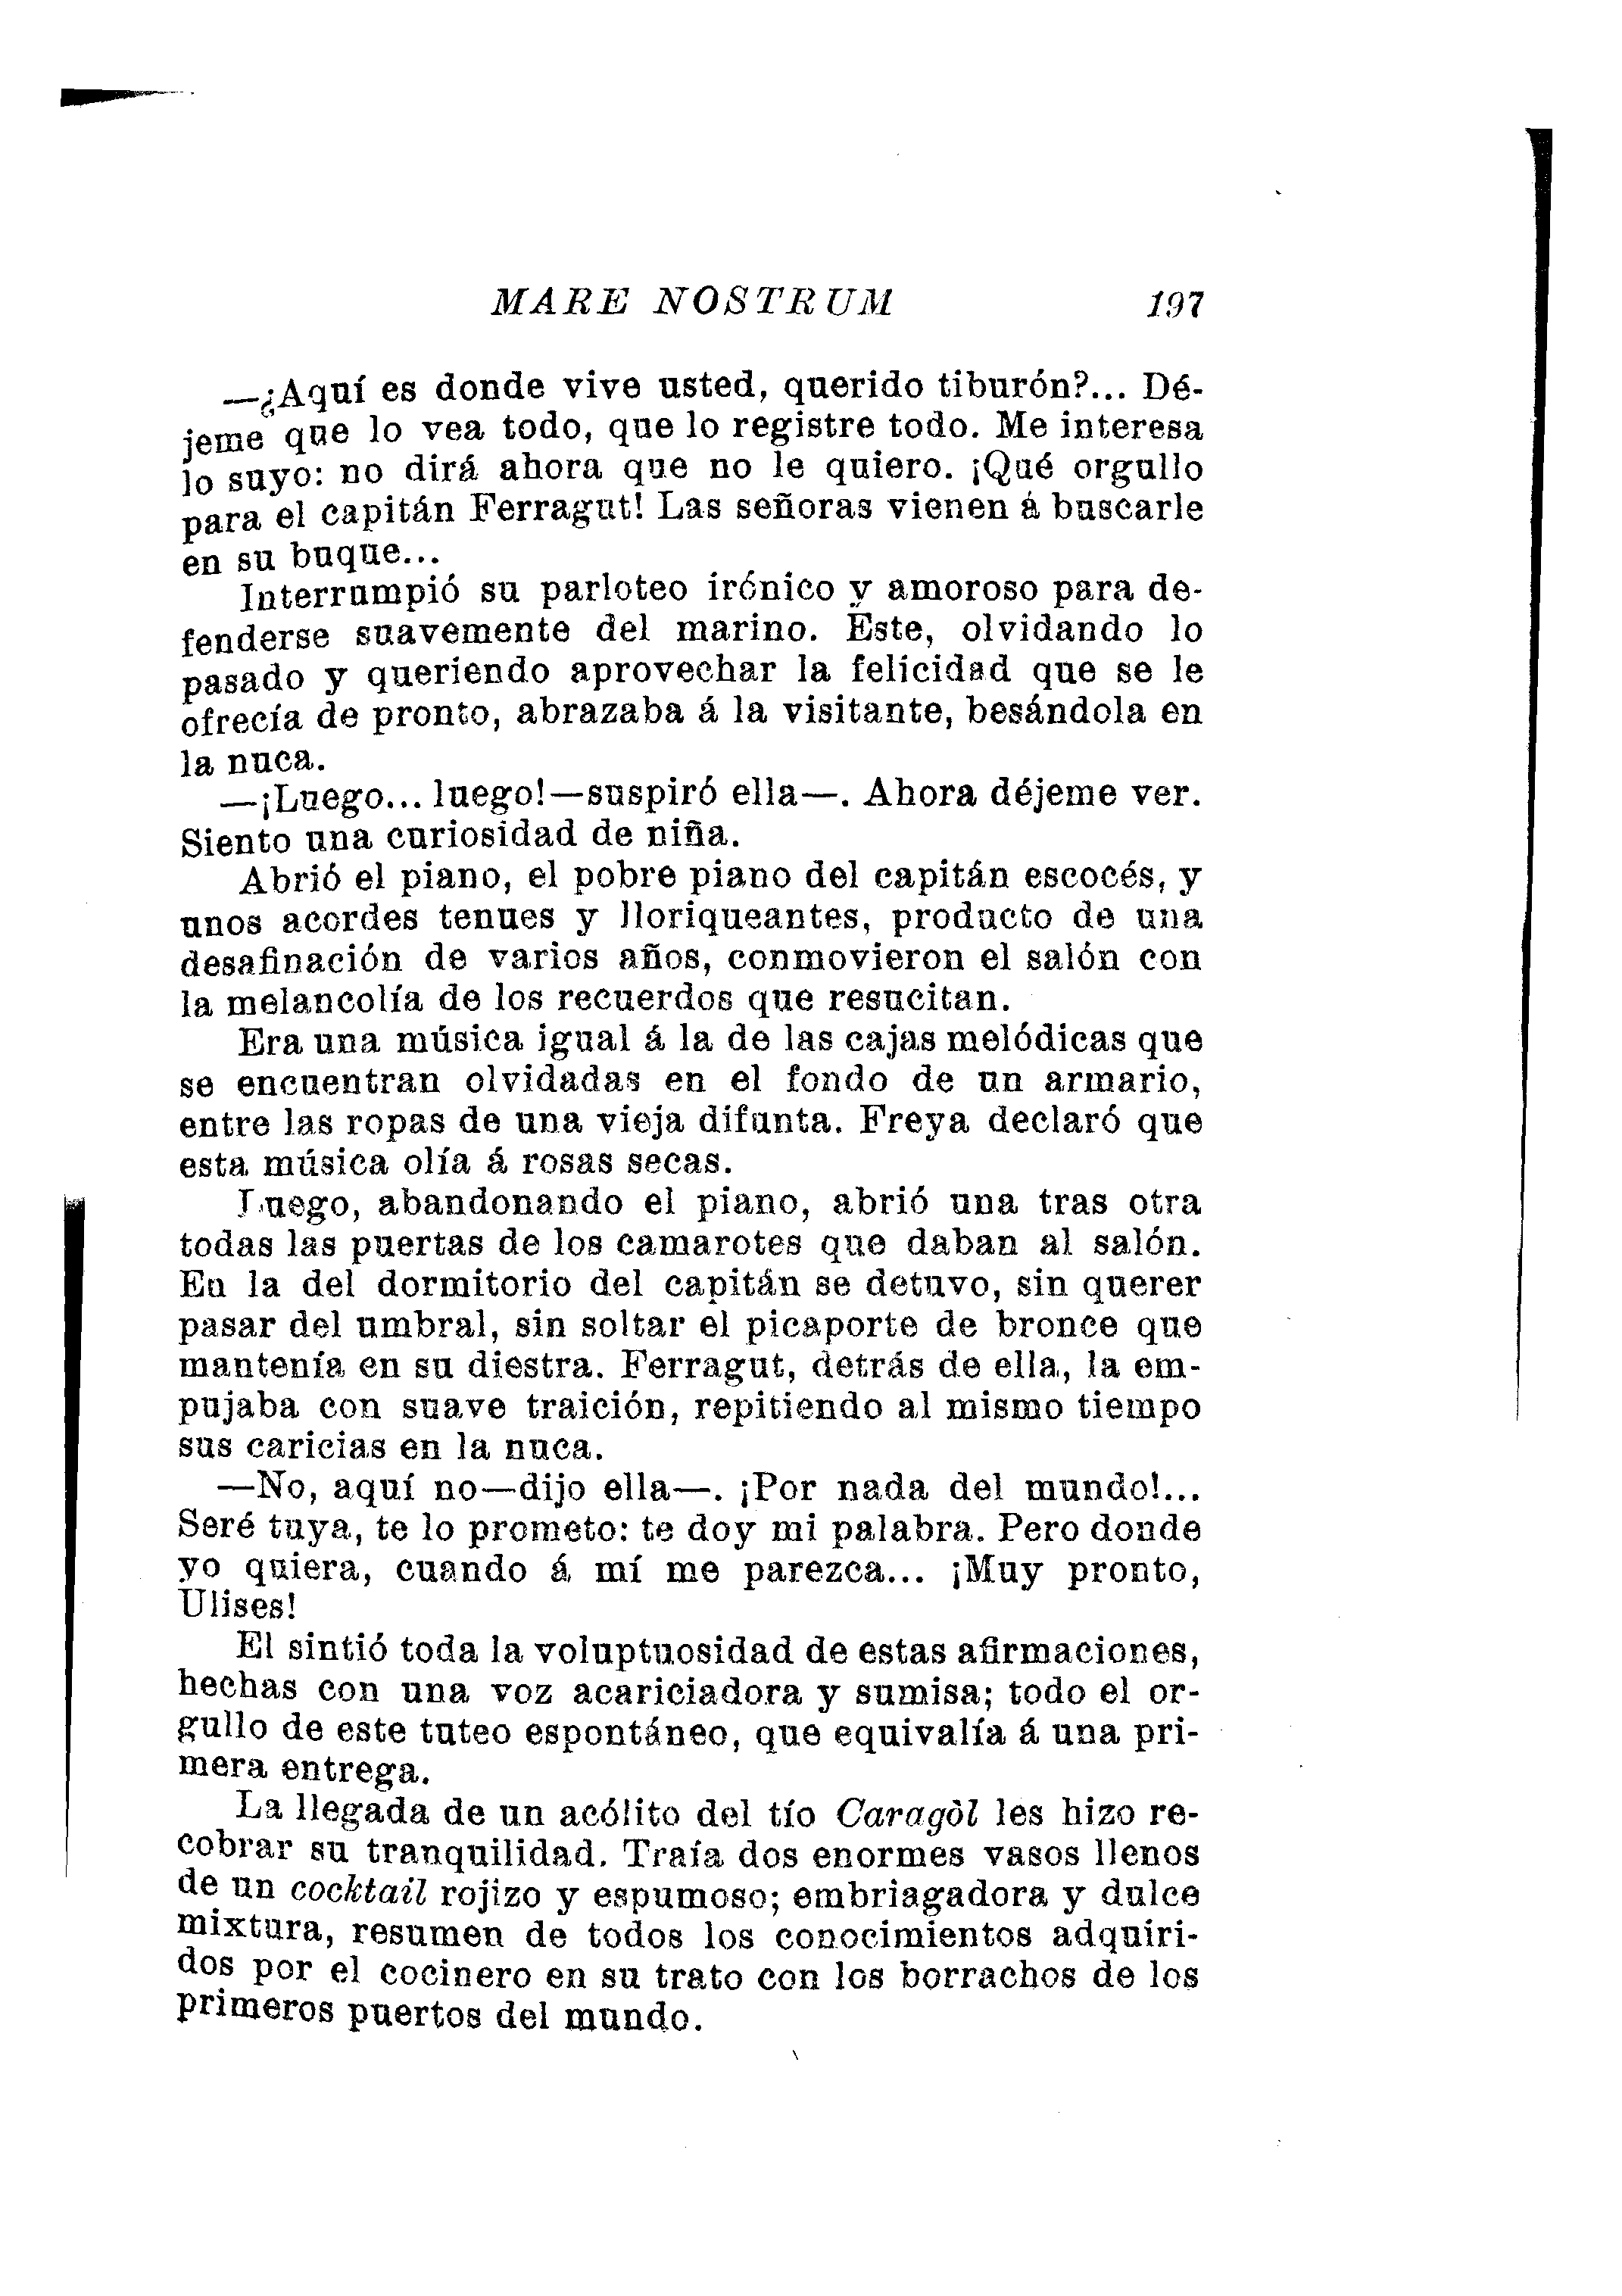 MARE NOSTRUM 197
—¿Aquí es donde vive usted, querido tiburón?... Dé-
jeme que lo vea todo, que lo registre todo. Me interesa
lo suyo: no dirá ahora que no le quiero. ¡Qué orgullo
para el capitán Ferragut! Las señoras vienen á buscarle
en su buque...
Interrumpió su parloteo irónico y amoroso para de-
fenderse suavemente del marino. Éste, olvidando lo
pasado y queriendo aprovechar la felicidad que se le
ofrecía de pronto, abrazaba á la visitante, besándola en
la nuca.
—¡Luego... luego!—suspiró ella—. Ahora déjeme ver.
Siento una curiosidad de niña.
Abrió el piano, el pobre piano del capitán escocés, y
unos acordes tenues y lloriqueantes, producto de una
desafinación de varios años, conmovieron el salón con
la melancolía de los recuerdos que resucitan.
Era una música igual á la de las cajas melódicas que
se encuentran olvidadas en el fondo de un armario,
entre las ropas de una vieja difunta. Freya declaró que
esta música olía á rosas secas.
Luego, abandonando el piano, abrió una tras otra
todas las puertas de los camarotes que daban al salón.
En la del dormitorio del capitán se detuvo, sin querer
pasar del umbral, sin soltar el picaporte de bronce que
mantenía en su diestra. Ferragut, detrás de ella, la em-
pujaba con suave traición, repitiendo al mismo tiempo
sus caricias en la nuca.
—No, aquí no—dijo ella—. ¡Por nada del mundo!...
Seré tuya, te lo prometo: te doy mi palabra. Pero donde
yo quiera, cuando á mí me parezca... ¡Muy pronto,
Ulises!
El sintió toda la voluptuosidad de estas afirmaciones,
hechas con una voz acariciadora y sumisa; todo el or-
gullo de este tuteo espontáneo, que equivalía á una pri-
mera entrega.
La llegada de un acólito del tío Caragòl les hizo re-
cobrar su tranquilidad. Traía dos enormes vasos llenos
de un cocktail rojizo y espumoso; embriagadora y dulce
mixtura, resumen de todos los conocimientos adquiri-
dos por el cocinero en su trato con los borrachos de los
primeros puertos del mundo.